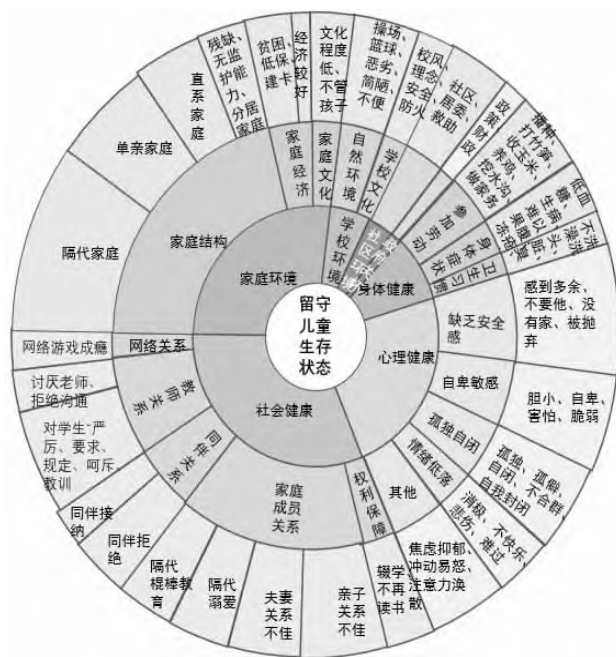 留守
儿童
生存
状态
家庭环境
学校环境
社区环境
身体健康
心理健康
社会健康
家庭结构
家庭经济
家庭文化
自然环境
学校文化
参加劳动
身体症状
卫生习惯
缺乏安全
感
自卑敏感
孤独自闭
情绪低落
其他
权利保障
家庭
成员
关系
同伴关系
教师关系
网络关系
隔代家庭
单亲家庭
直系家庭
残缺、
无监
护能
力、
分居
家庭
贫困、
低保、
建卡
经济较好
文化
程度
低、
不管
孩子
操场、
篮球、
恶劣、
简陋、
不便
校风、
理念、
安全、
防火
社区、
居委、
救助
政策、
财政
播种、
打竹笋、
收玉米、
养鸡、
挖水沟、
做家务
低血
糖、
生病、
难以
果腹、
冻疮
不洗
澡洗
头、
脏、
臭
感到多余、
不要他、没
有家、被抛
弃
胆小、自卑、
害怕、脆弱
孤独、孤僻、
自闭、不合群、
自我封闭
消极、不快乐、
悲伤、难过
焦虑抑郁、
冲动易怒、
注意力涣
散
辍学、
不再
读书
亲子
关系
不佳
夫妻
关系
不佳
隔代
溺爱
隔代
棍棒教
育
同伴拒
绝
同伴接
纳
对学生“严
厉、要求、
规定、呵斥、
教训
讨厌老师、
拒绝沟通
网络游戏成瘾